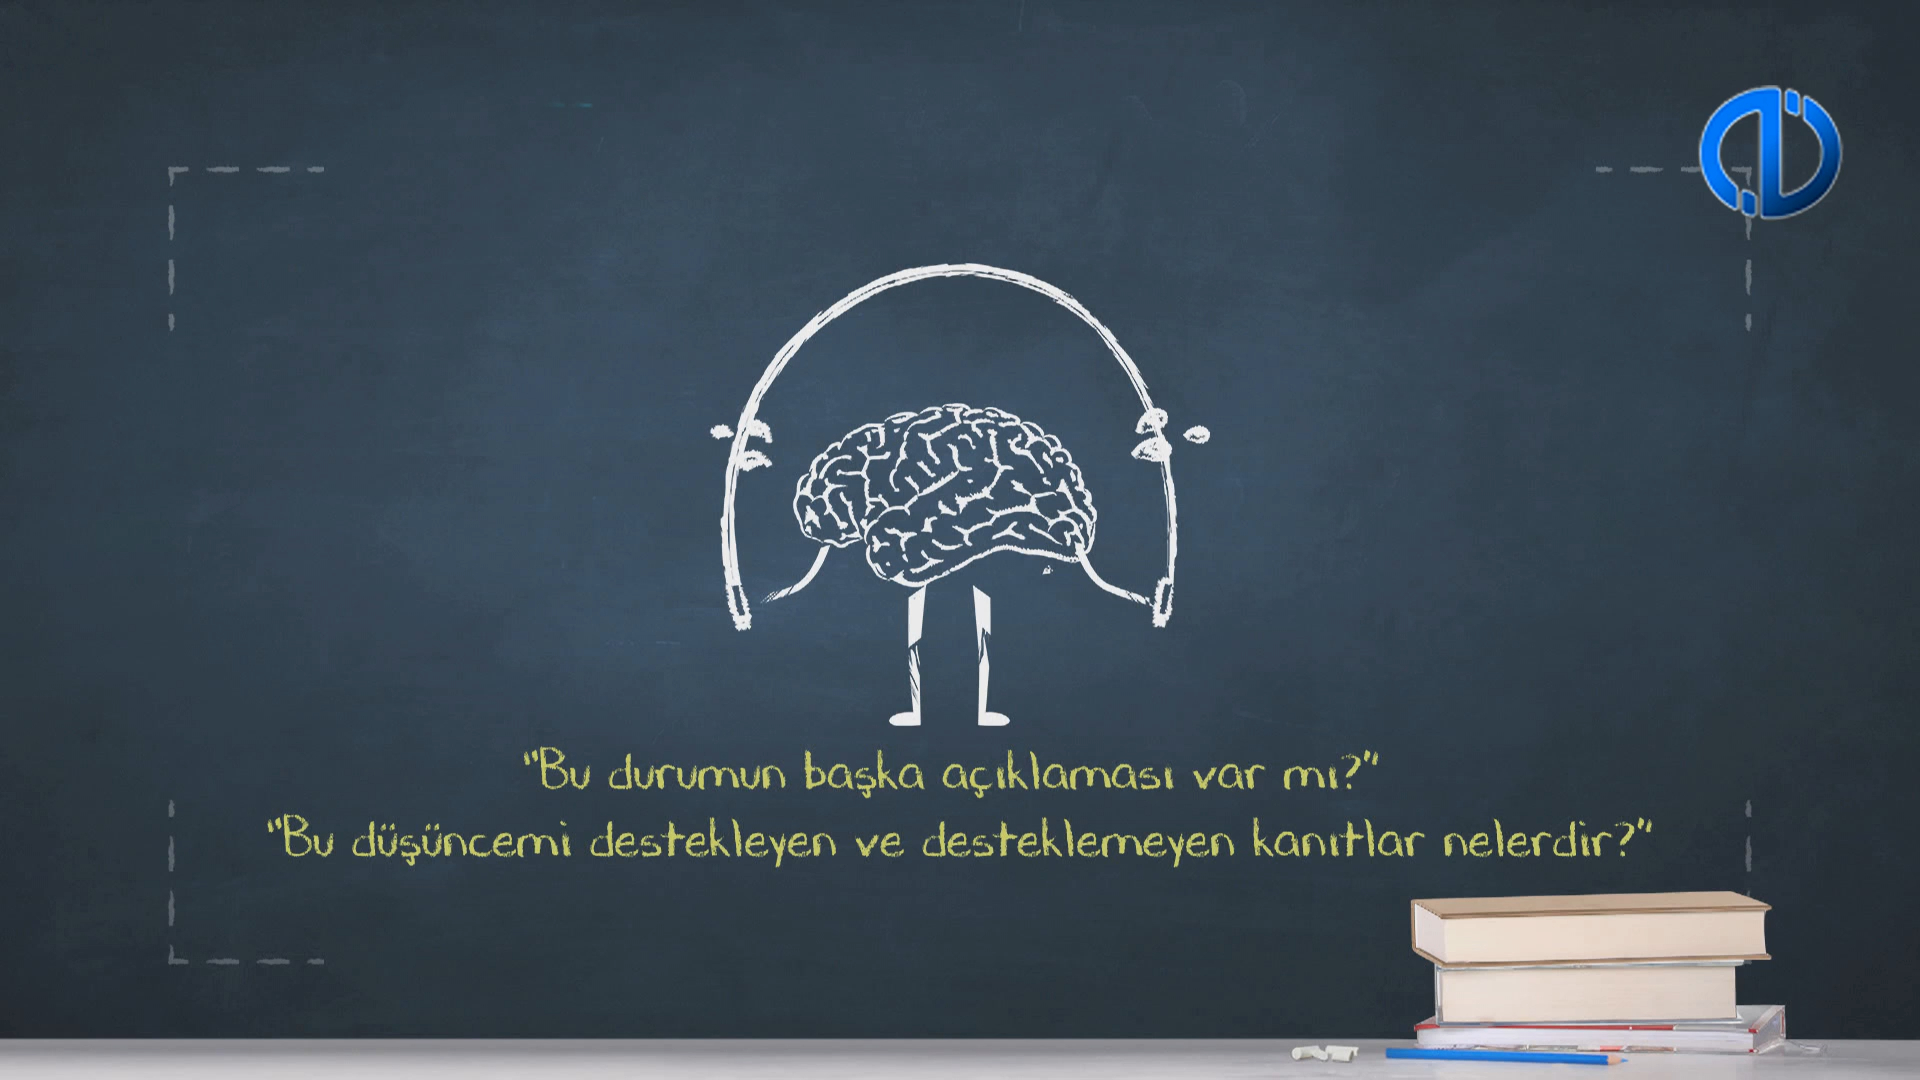 "Bu durumun başka açıklaması var mı?"
"Bu düşüncemi destekleyen ve desteklemeyen kanıtlar nelerdir?"